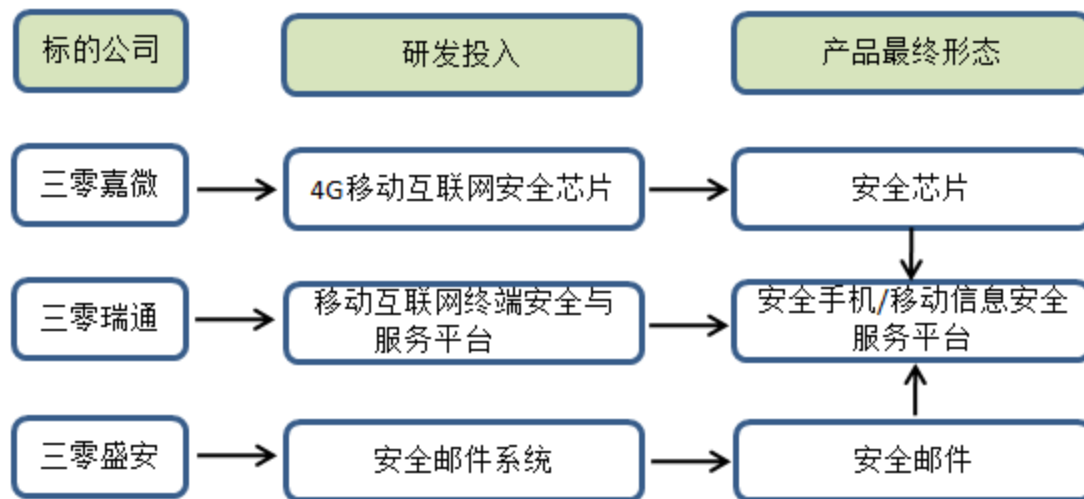 标的公司
研发投入
产品最终形态
三零嘉微
4G移动互联网安全芯片
安全芯片
三零瑞通
移动互联网终端安全与
服务平台
安全手机/移动信息安全
服务平台
三零盛安
安全邮件系统
安全邮件